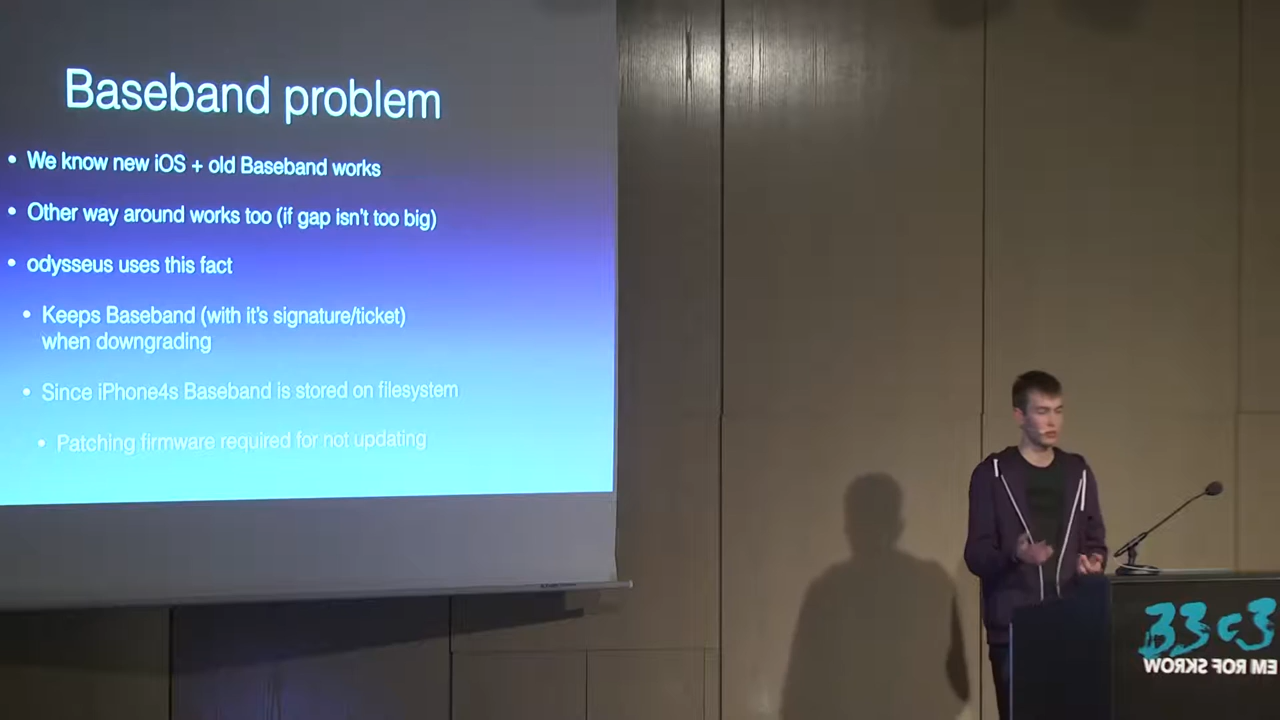 Baseband problem
• We know new iOS + old Baseband works
• Other way around works too (if gap isn't too big)
• odysseus uses this fact
• Keeps Baseband (with it's signature/ticket)
when downgrading
• Since iPhone4s Baseband is stored on filesystem
• Patching firmware required for not updating
33c3
WORKS FOR ME